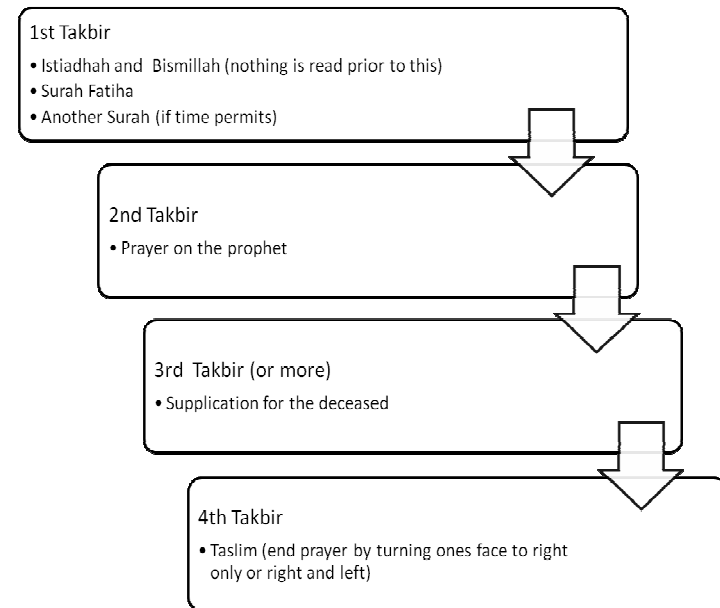 1st Takbir
• Istiadhah and Bismillah (nothing is read prior to this)
• Surah Fatiha
• Another Surah (if time permits)
2nd Takbir
• Prayer on the prophet
3rd Takbir (or more)
• Supplication for the deceased
4th Takbir
• Taslim (end prayer by turning ones face to right
only or right and left)